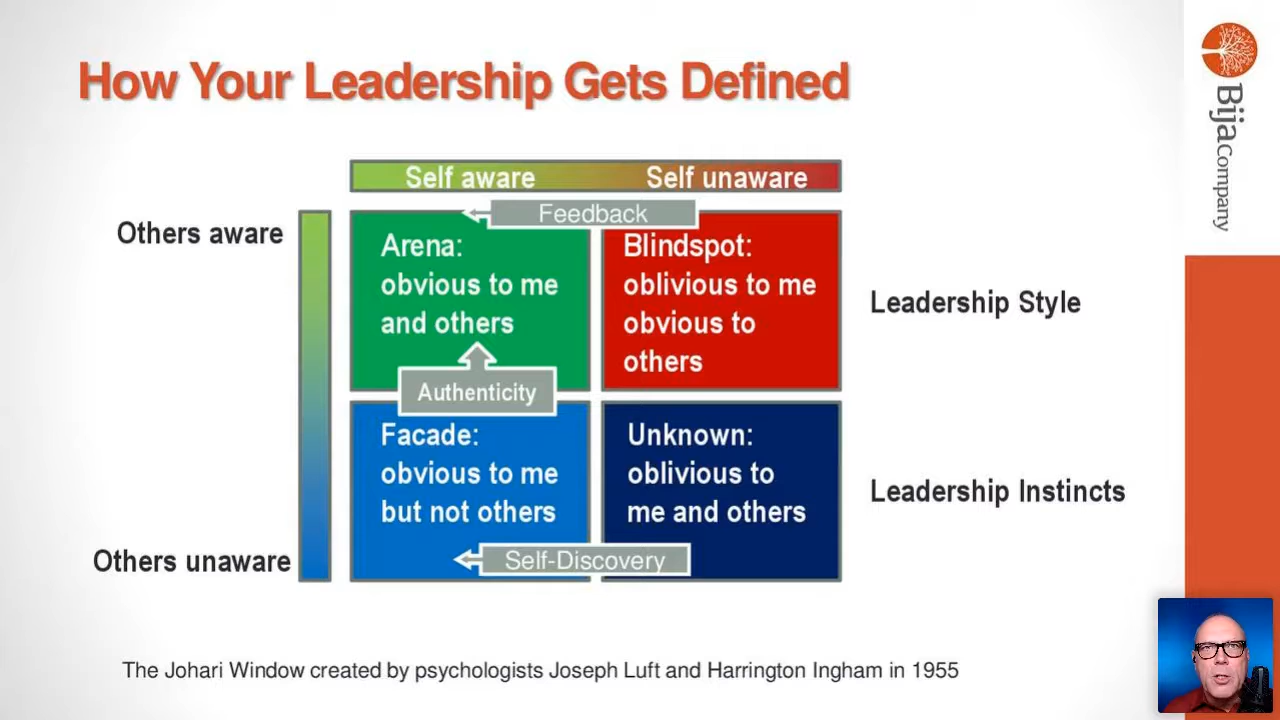 How Your Leadership Gets Defined
Bija Company
Self aware
Self unaware
Feedback
Others aware
Arena:
obvious to me
and others
Blindspot:
oblivious to me
obvious to
others
Leadership Style
Authenticity
Facade:
obvious to me
but not others
Unknown:
oblivious to
me and others
Leadership Instincts
Self-Discovery
Others unaware
The Johari Window created by psychologists Joseph Luft and Harrington Ingham in 1955